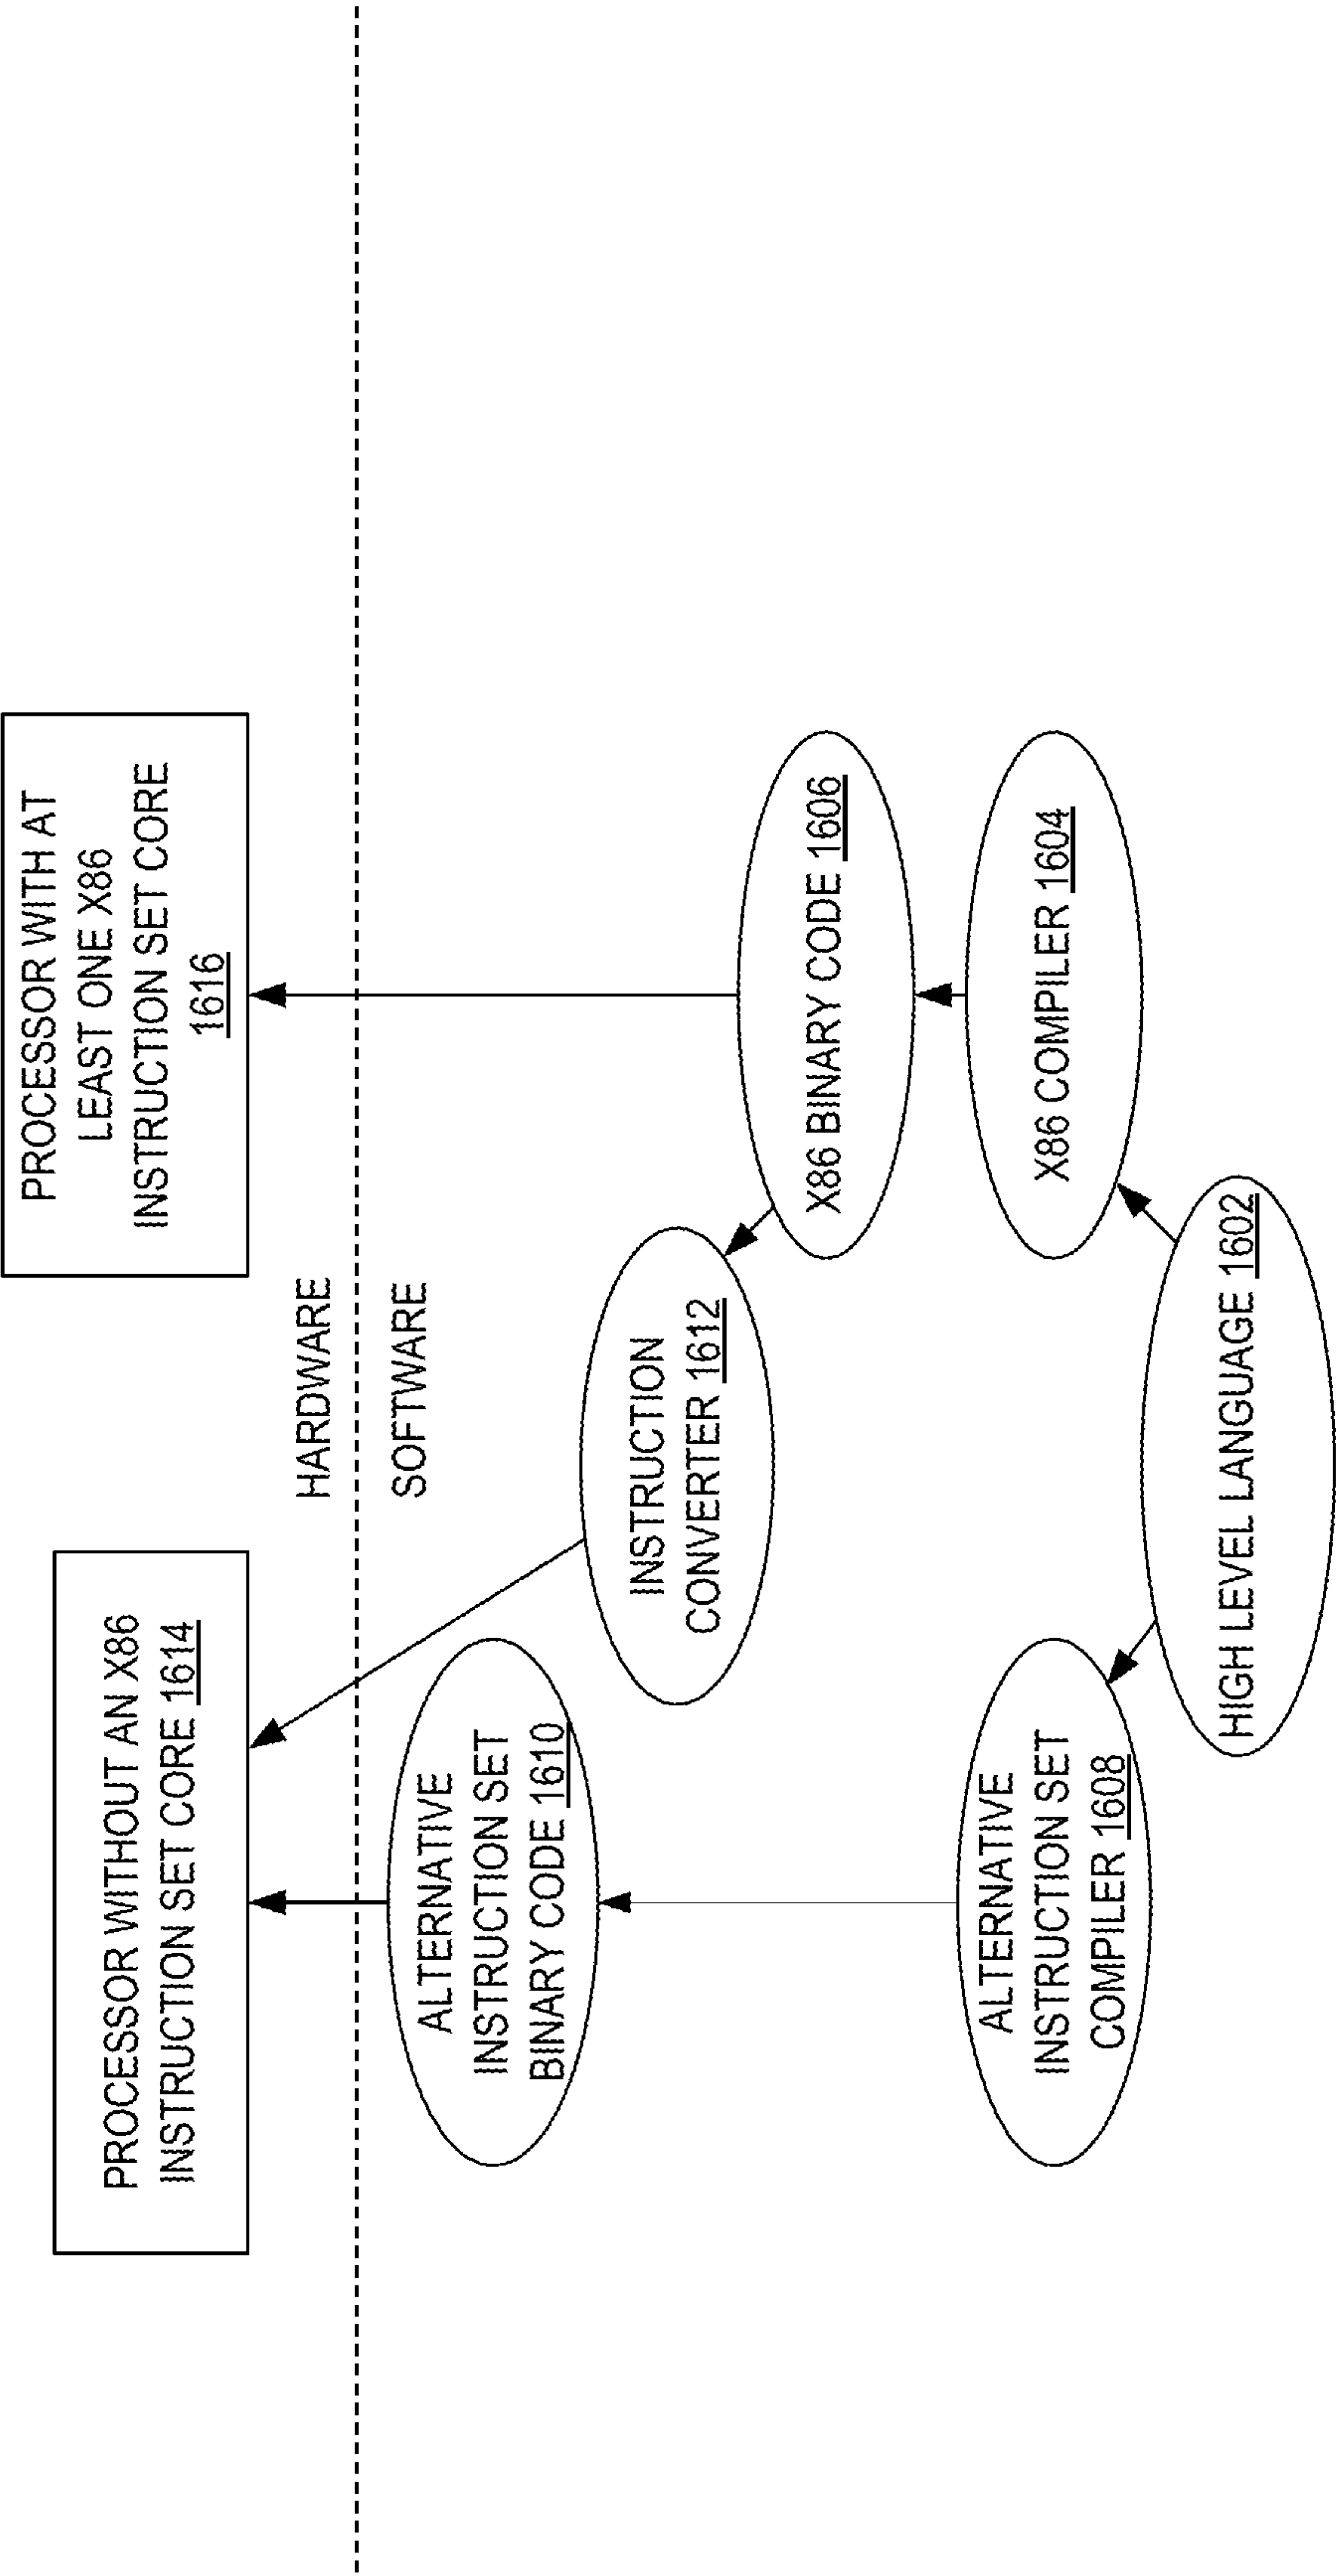 PROCESSOR WITHOUT AN X86
INSTRUCTION SET CORE 1614
PROCESSOR WITH AT
LEAST ONE X86
INSTRUCTION SET CORE
1616
HARDWARE
SOFTWARE
ALTERNATIVE
INSTRUCTION SET
BINARY CODE 1610
INSTRUCTION
CONVERTER 1612
X86 BINARY CODE 1606
ALTERNATIVE
INSTRUCTION SET
COMPILER 1608
X86 COMPILER 1604
HIGH LEVEL LANGUAGE 1602